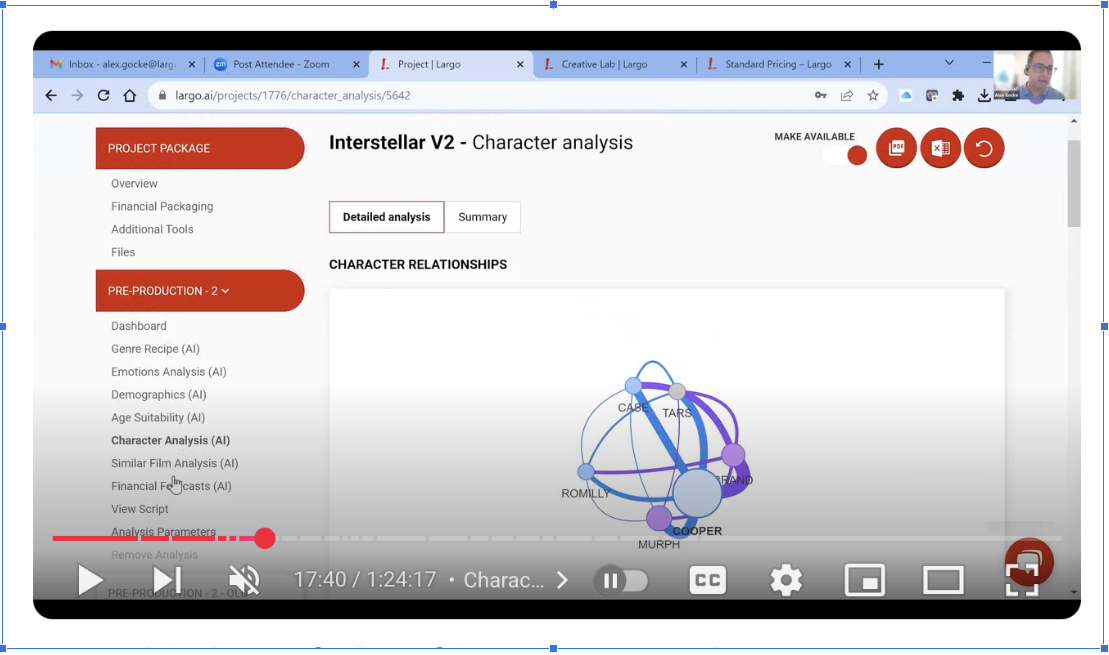 Inbox - alex.gocke@larg
Post Attendee - Zoom
Project | Largo
Creative Lab | Largo
Standard Pricing – Largo
largo.ai/projects/1776/character_analysis/5642
Alex Gocke
PROJECT PACKAGE
Overview
Financial Packaging
Additional Tools
Files
PRE-PRODUCTION - 2
Dashboard
Genre Recipe (AI)
Emotions Analysis (AI)
Demographics (AI)
Age Suitability (AI)
Character Analysis (AI)
Similar Film Analysis (AI)
Financial F casts (AI)
View Script
Analysis Parameters
Remove Analysis
PRE-PRODUCTION - 2 - OLD
Interstellar V2 - Character analysis
MAKE AVAILABLE
PDF
Detailed analysis
Summary
CHARACTER RELATIONSHIPS
CASE
TARS
RAND
ROMILLY
COOPER
MURPH
17:40 / 1:24:17 • Charac...
CC